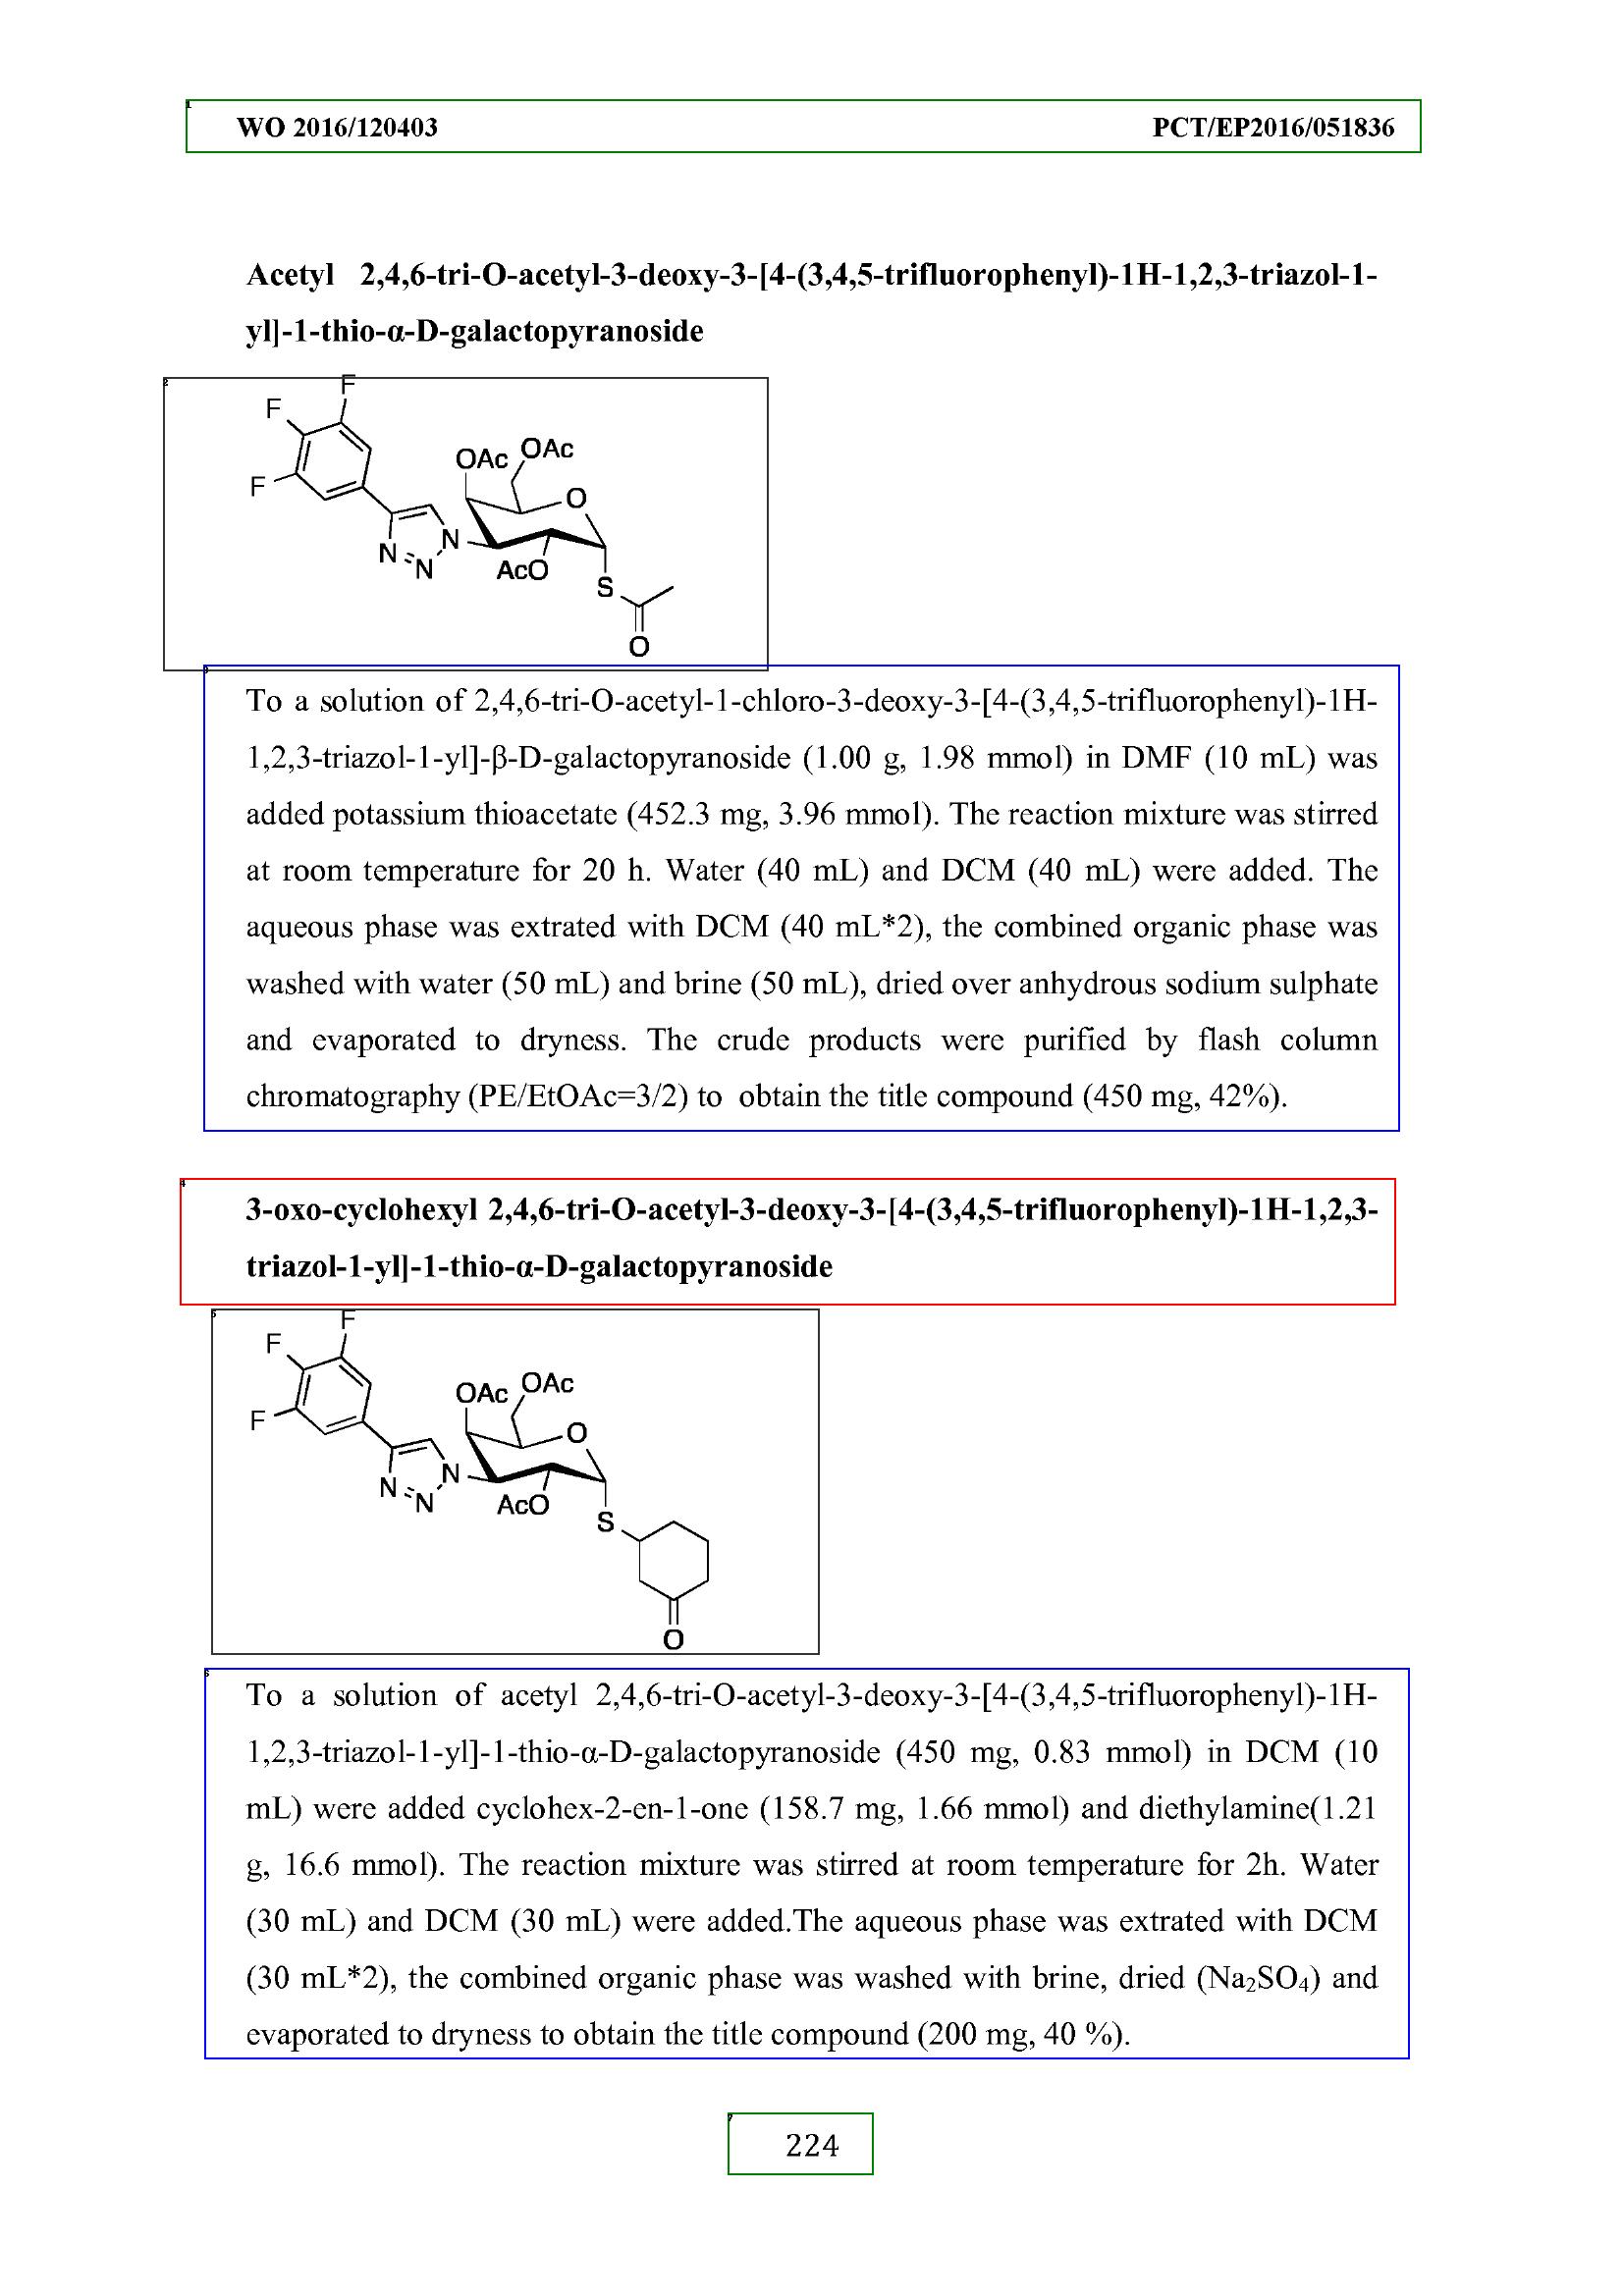 WO 2016/120403 PCT/EP2016/051836
Acetyl 2,4,6-tri-O-acetyl-3-deoxy-3-[4-(3,4,5-trifluorophenyl)-1H-1,2,3-triazol-1-
yl]-1-thio-α-D-galactopyranoside
2
F
F
F
OAc
OAc
O
N
N
N
AcO
S
O
3
To a solution of 2,4,6-tri-O-acetyl-1-chloro-3-deoxy-3-[4-(3,4,5-trifluorophenyl)-1H-
1,2,3-triazol-1-yl]-β-D-galactopyranoside (1.00 g, 1.98 mmol) in DMF (10 mL) was
added potassium thioacetate (452.3 mg, 3.96 mmol). The reaction mixture was stirred
at room temperature for 20 h. Water (40 mL) and DCM (40 mL) were added. The
aqueous phase was extrated with DCM (40 mL*2), the combined organic phase was
washed with water (50 mL) and brine (50 mL), dried over anhydrous sodium sulphate
and evaporated to dryness. The crude products were purified by flash column
chromatography (PE/EtOAc=3/2) to obtain the title compound (450 mg, 42%).
4
3-oxo-cyclohexyl 2,4,6-tri-O-acetyl-3-deoxy-3-[4-(3,4,5-trifluorophenyl)-1H-1,2,3-
triazol-1-yl]-1-thio-α-D-galactopyranoside
5
F
F
F
OAc
OAc
O
N
N
N
AcO
S
O
6
To a solution of acetyl 2,4,6-tri-O-acetyl-3-deoxy-3-[4-(3,4,5-trifluorophenyl)-1H-
1,2,3-triazol-1-yl]-1-thio-α-D-galactopyranoside (450 mg, 0.83 mmol) in DCM (10
mL) were added cyclohex-2-en-1-one (158.7 mg, 1.66 mmol) and diethylamine(1.21
g, 16.6 mmol). The reaction mixture was stirred at room temperature for 2h. Water
(30 mL) and DCM (30 mL) were added.The aqueous phase was extrated with DCM
(30 mL*2), the combined organic phase was washed with brine, dried (Na₂SO₄) and
evaporated to dryness to obtain the title compound (200 mg, 40 %).
7
224